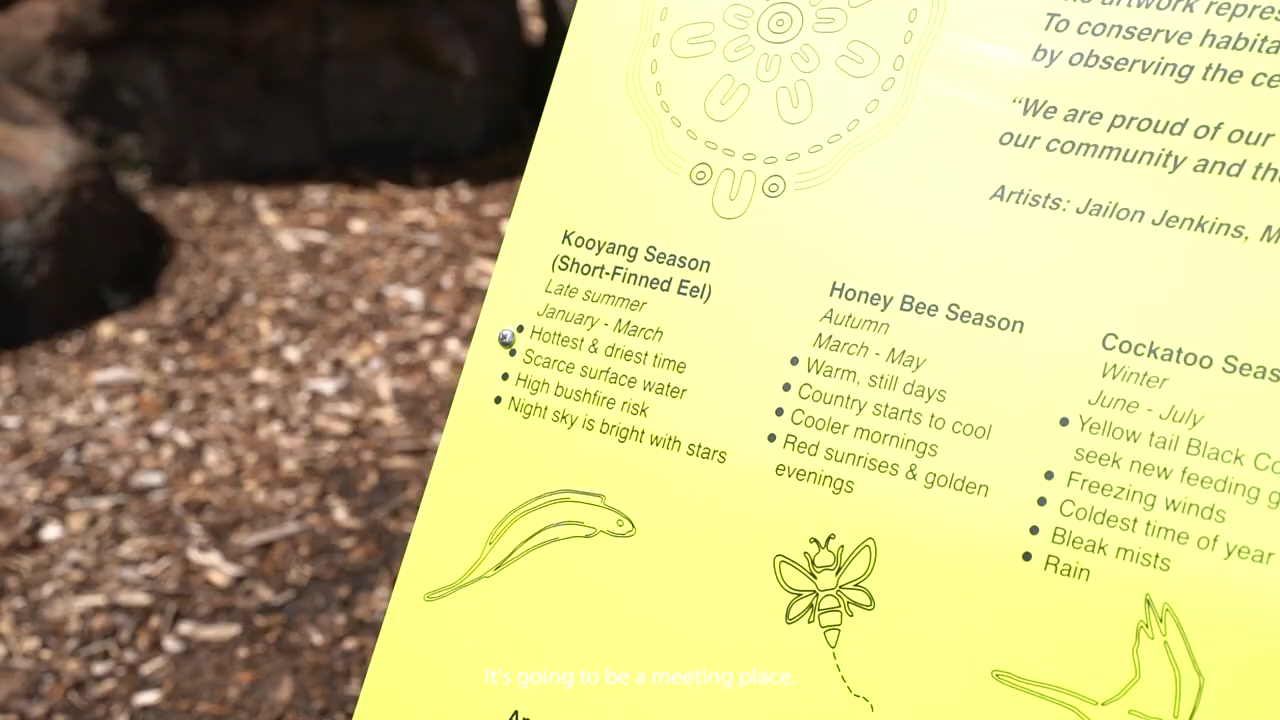 artwork repres
To conserve habita
by observing the ce
“We are proud of our
our community and the
Artists: Jailon Jenkins, M
Kooyang Season
(Short-Finned Eel)
Late summer
January - March
• Hottest & driest time
• Scarce surface water
• High bushfire risk
• Night sky is bright with stars
Honey Bee Season
Autumn
March - May
• Warm, still days
• Country starts to cool
• Cooler mornings
• Red sunrises & golden
evenings
Cockatoo Seas
Winter
June - July
• Yellow tail Black Co
seek new feeding g
• Freezing winds
• Coldest time of year
• Bleak mists
• Rain
It's going to be a meeting place.